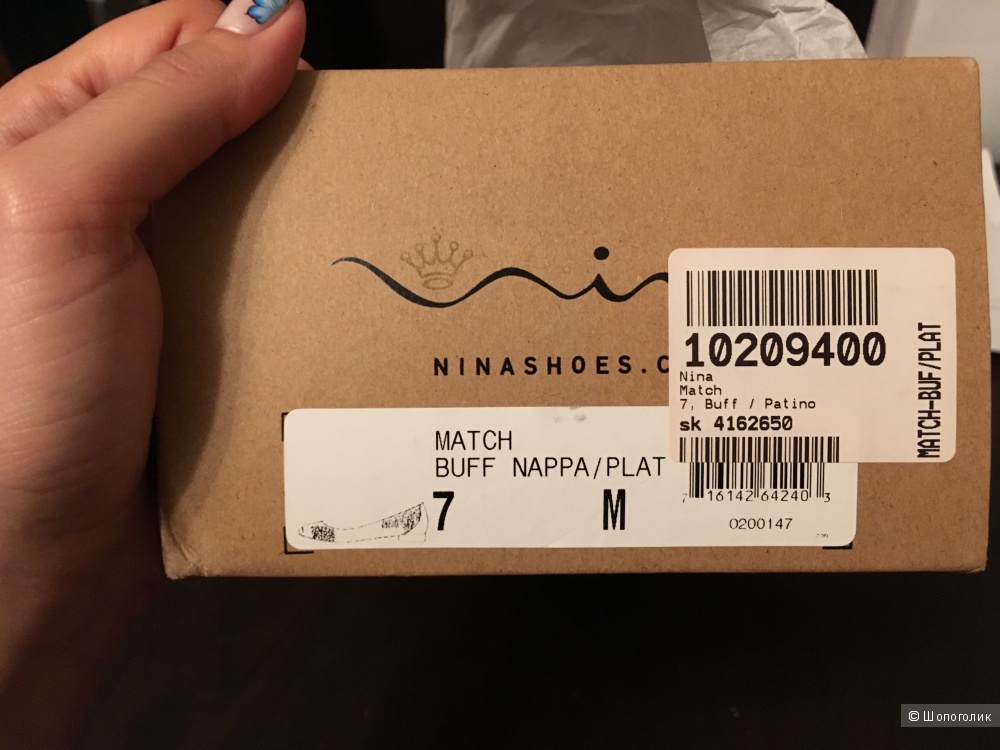 nin
NINASHOES.C
10209400
Nina
Match
7, Buff / Patino
sk 4162650
MATCH-BUF/PLAT
MATCH
BUFF NAPPA/PLAT
7 M
7 16142 64240 3
0200147
© Шопоголик